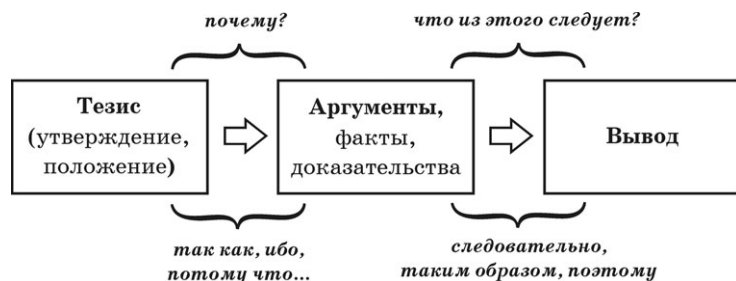 почему?
что из этого следует?
Тезис
(утверждение,
положение)
Аргументы,
факты,
доказательства
Вывод
так как, ибо,
потому что...
следовательно,
таким образом, поэтому